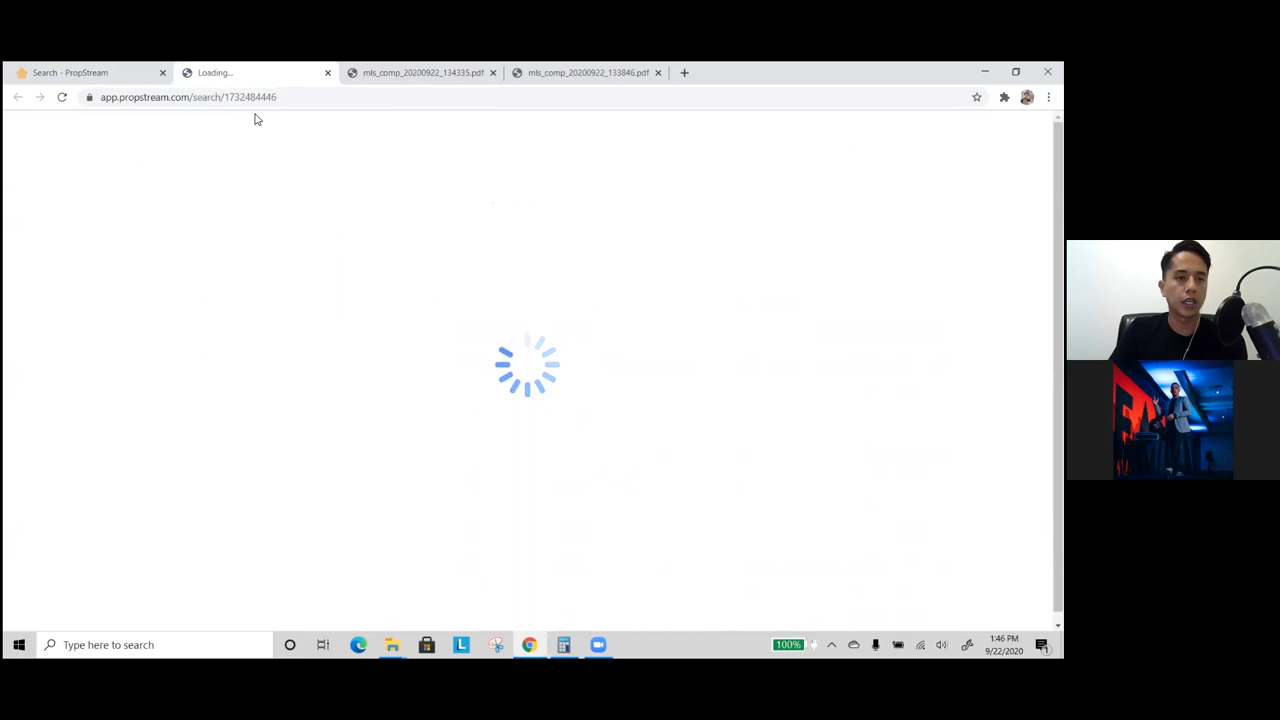 Search - PropStream
Loading...
mls_comp_20200922_134335.pdf
mls_comp_20200922_133846.pdf
app.propstream.com/search/1732484446
Type here to search
L
100%
1:46 PM
9/22/2020
1